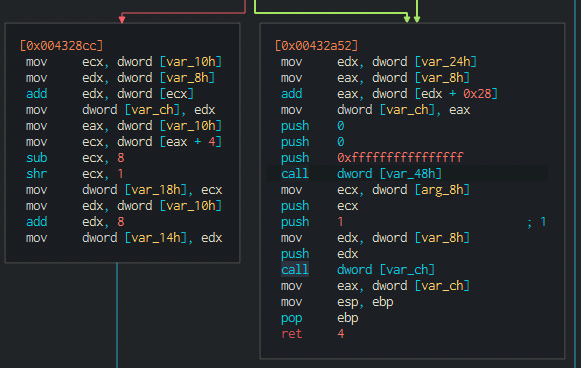 [0x004328cc]
mov ecx, dword [var_10h]
mov edx, dword [var_8h]
add edx, dword [ecx]
mov dword [var_ch], edx
mov eax, dword [var_10h]
mov ecx, dword [eax + 4]
sub ecx, 8
shr ecx, 1
mov dword [var_18h], ecx
mov edx, dword [var_10h]
add edx, 8
mov dword [var_14h], edx
[0x00432a52]
mov edx, dword [var_24h]
mov eax, dword [var_8h]
add eax, dword [edx + 0x28]
mov dword [var_ch], eax
push 0
push 0
push 0xffffffffffffffff
call dword [var_48h]
mov ecx, dword [arg_8h]
push ecx
push 1 ; 1
mov edx, dword [var_8h]
push edx
call dword [var_ch]
mov eax, dword [var_ch]
mov esp, ebp
pop ebp
ret 4